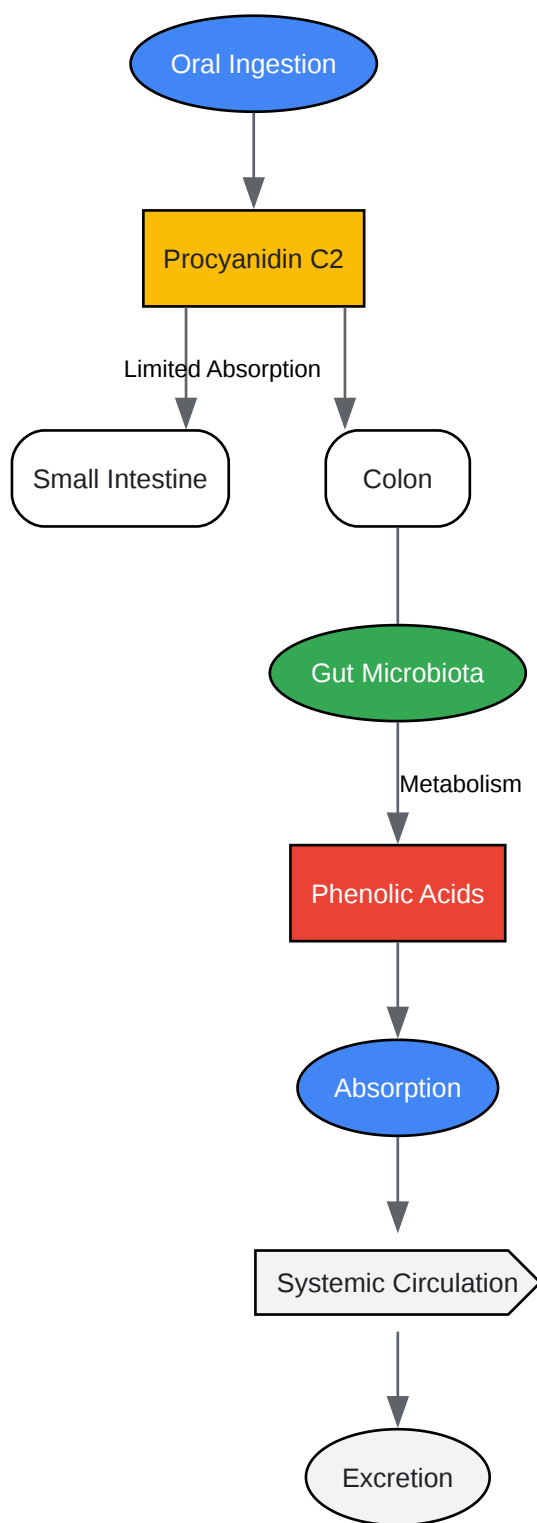 Oral Ingestion
Procyanidin C2
Limited Absorption
Small Intestine
Colon
Gut Microbiota
Metabolism
Phenolic Acids
Absorption
Systemic Circulation
Excretion